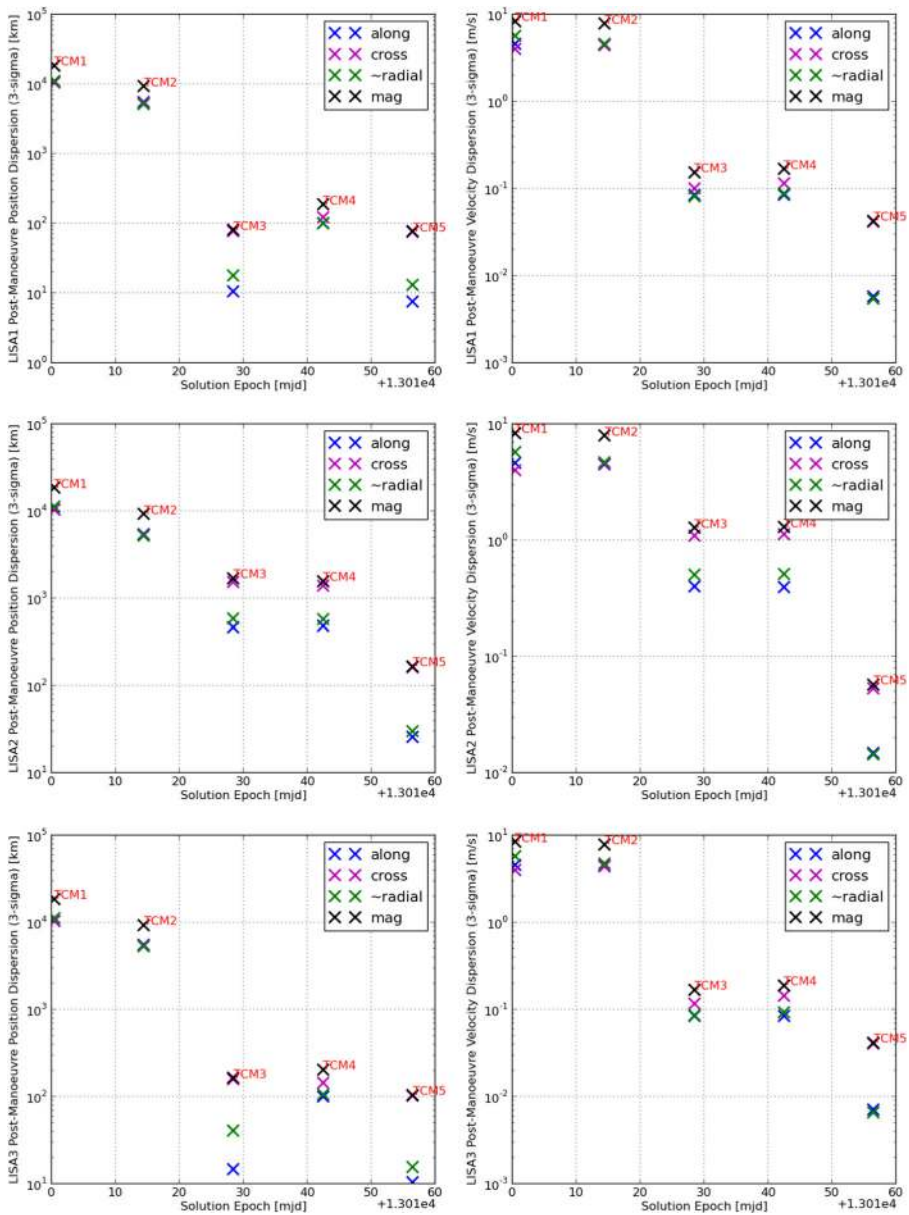 LISA1 Post-Manoeuvre Position Dispersion (3-sigma) [km]
10^5
10^4
10^3
10^2
10^1
10^0
TCM1
TCM2
TCM3
TCM4
TCM5
along
cross
~radial
mag
0 10 20 30 40 50 60
Solution Epoch [mjd]
+1.301e4
LISA1 Post-Manoeuvre Velocity Dispersion (3-sigma) [m/s]
10^1
10^0
10^-1
10^-2
10^-3
TCM1
TCM2
TCM3
TCM4
TCM5
along
cross
~radial
mag
0 10 20 30 40 50 60
Solution Epoch [mjd]
+1.301e4
LISA2 Post-Manoeuvre Position Dispersion (3-sigma) [km]
10^5
10^4
10^3
10^2
10^1
TCM1
TCM2
TCM3
TCM4
TCM5
along
cross
~radial
mag
0 10 20 30 40 50 60
Solution Epoch [mjd]
+1.301e4
LISA2 Post-Manoeuvre Velocity Dispersion (3-sigma) [m/s]
10^1
10^0
10^-1
10^-2
TCM1
TCM2
TCM3
TCM4
TCM5
along
cross
~radial
mag
0 10 20 30 40 50 60
Solution Epoch [mjd]
+1.301e4
LISA3 Post-Manoeuvre Position Dispersion (3-sigma) [km]
10^5
10^4
10^3
10^2
10^1
TCM1
TCM2
TCM3
TCM4
TCM5
along
cross
~radial
mag
0 10 20 30 40 50 60
Solution Epoch [mjd]
+1.301e4
LISA3 Post-Manoeuvre Velocity Dispersion (3-sigma) [m/s]
10^1
10^0
10^-1
10^-2
10^-3
TCM1
TCM2
TCM3
TCM4
TCM5
along
cross
~radial
mag
0 10 20 30 40 50 60
Solution Epoch [mjd]
+1.301e4